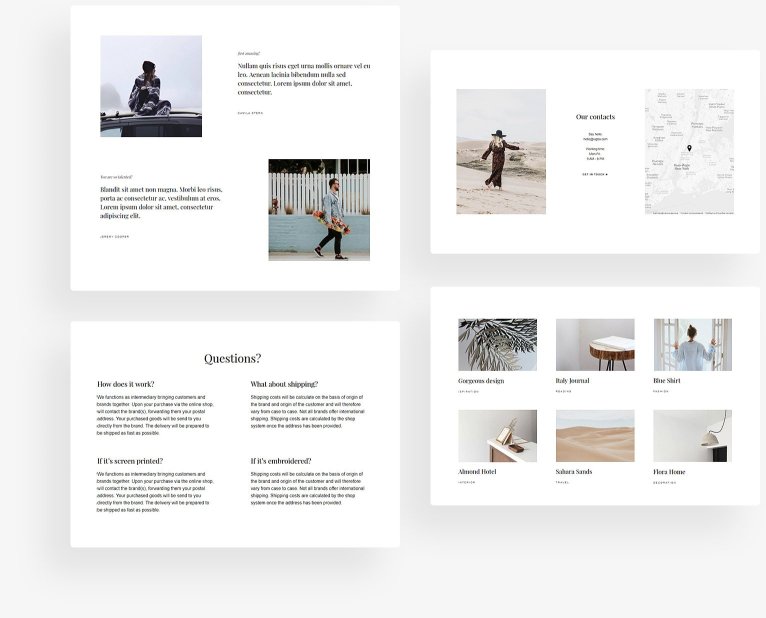 Nullam quis risus eget urna mollis ornare vel eu
leo. Aenean lacinia bibendum nulla sed
consectetur. Lorem ipsum dolor sit amet,
consectetur.
You are so talented!
Blandit sit amet non magna. Morbi leo risus,
porta ac consectetur ac, vestibulum at eros.
Lorem ipsum dolor sit amet, consectetur
adipiscing elit.
JEREMY COOPER
Our contacts
Say hello
Working time
Mon-Fri
GET IN TOUCH
Questions?
How does it work?
We functions as intermediary bringing customers and
brands together. Upon your purchase via the online shop,
will contact the brand(s), forwarding them your postal
address. Your purchased goods will be send to you
directly from the brand. The delivery will be prepared to
be shipped as fast as possible.
What about shipping?
Shipping costs will be calculate on the basis of origin of
the brand and origin of the customer and will therefore
vary from case to case. Not all brands offer international
shipping. Shipping costs are calculated by the shop
system once the address has been provided.
If it's screen printed?
We functions as intermediary bringing customers and
brands together. Upon your purchase via the online shop,
will contact the brand(s), forwarding them your postal
address. Your purchased goods will be send to you
directly from the brand. The delivery will be prepared to
be shipped as fast as possible.
If it's embroidered?
Shipping costs will be calculate on the basis of origin of
the brand and origin of the customer and will therefore
vary from case to case. Not all brands offer international
shipping. Shipping costs are calculated by the shop
system once the address has been provided.
Gorgeous design
INSPIRATION
Italy Journal
READING
Blue Shirt
FASHION
Almond Hotel
INTERIOR
Sahara Sands
TRAVEL
Flora Home
DECORATION